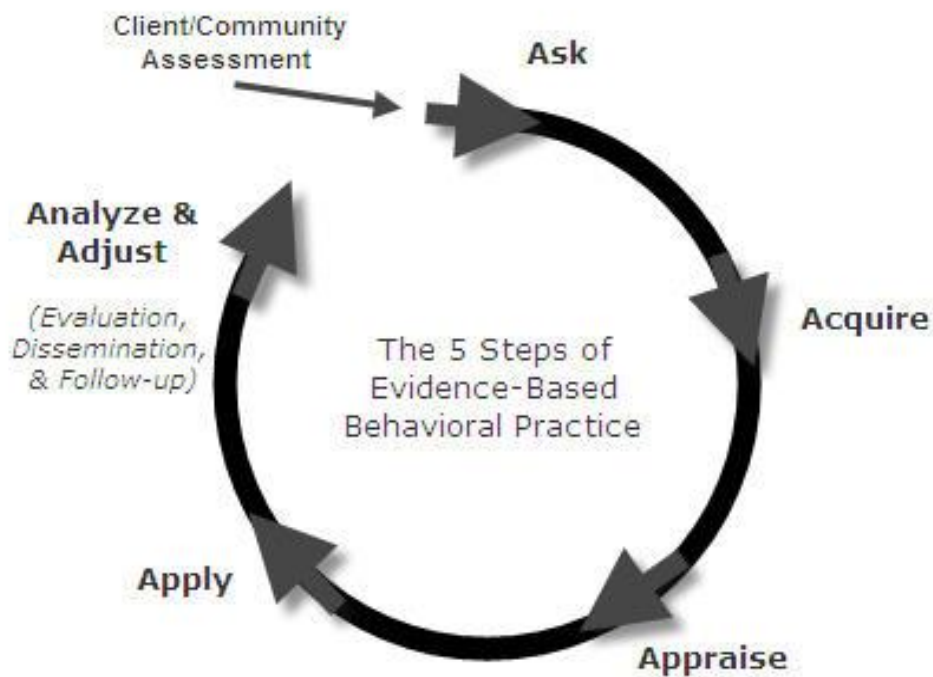 Client/Community
Assessment
Ask
Acquire
Appraise
Apply
Analyze &
Adjust
(Evaluation,
Dissemination,
& Follow-up)
The 5 Steps of
Evidence-Based
Behavioral Practice